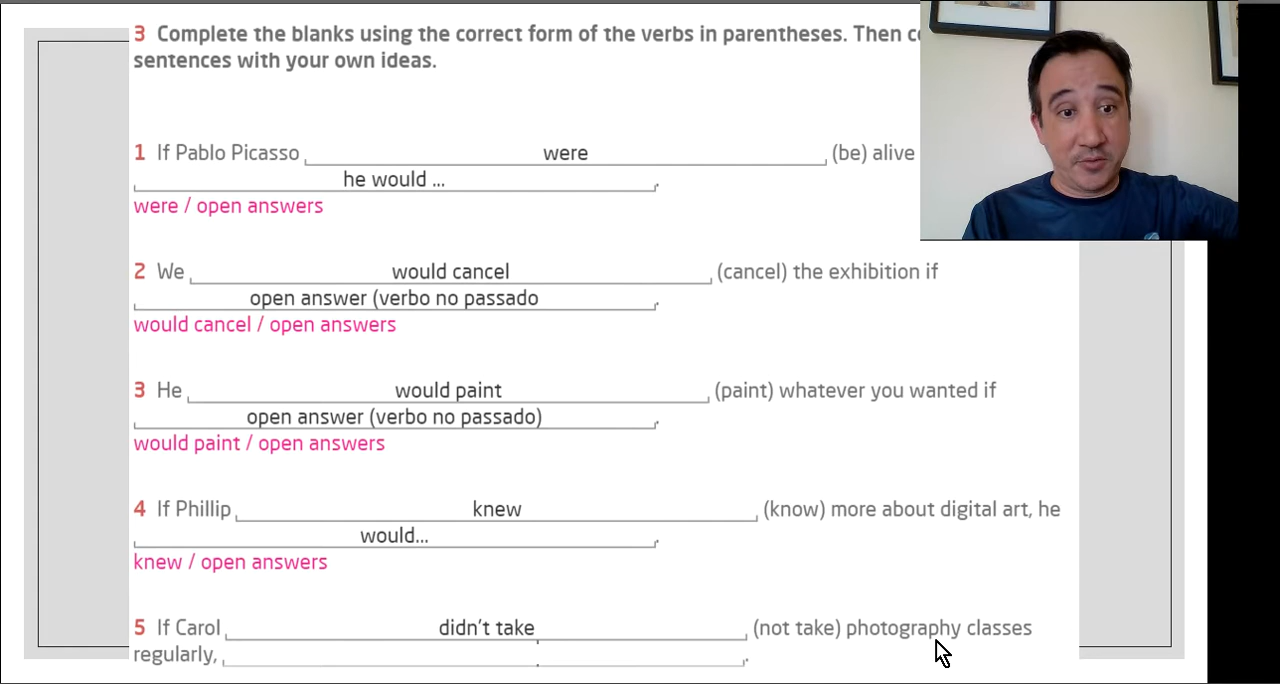 3 Complete the blanks using the correct form of the verbs in parentheses. Then
sentences with your own ideas.
1 If Pablo Picasso were (be) alive
he would ... .
were / open answers
2 We would cancel (cancel) the exhibition if
open answer (verbo no passado .
would cancel / open answers
3 He would paint (paint) whatever you wanted if
open answer (verbo no passado) .
would paint / open answers
4 If Phillip knew (know) more about digital art, he
would... .
knew / open answers
5 If Carol didn't take (not take) photography classes
regularly, .